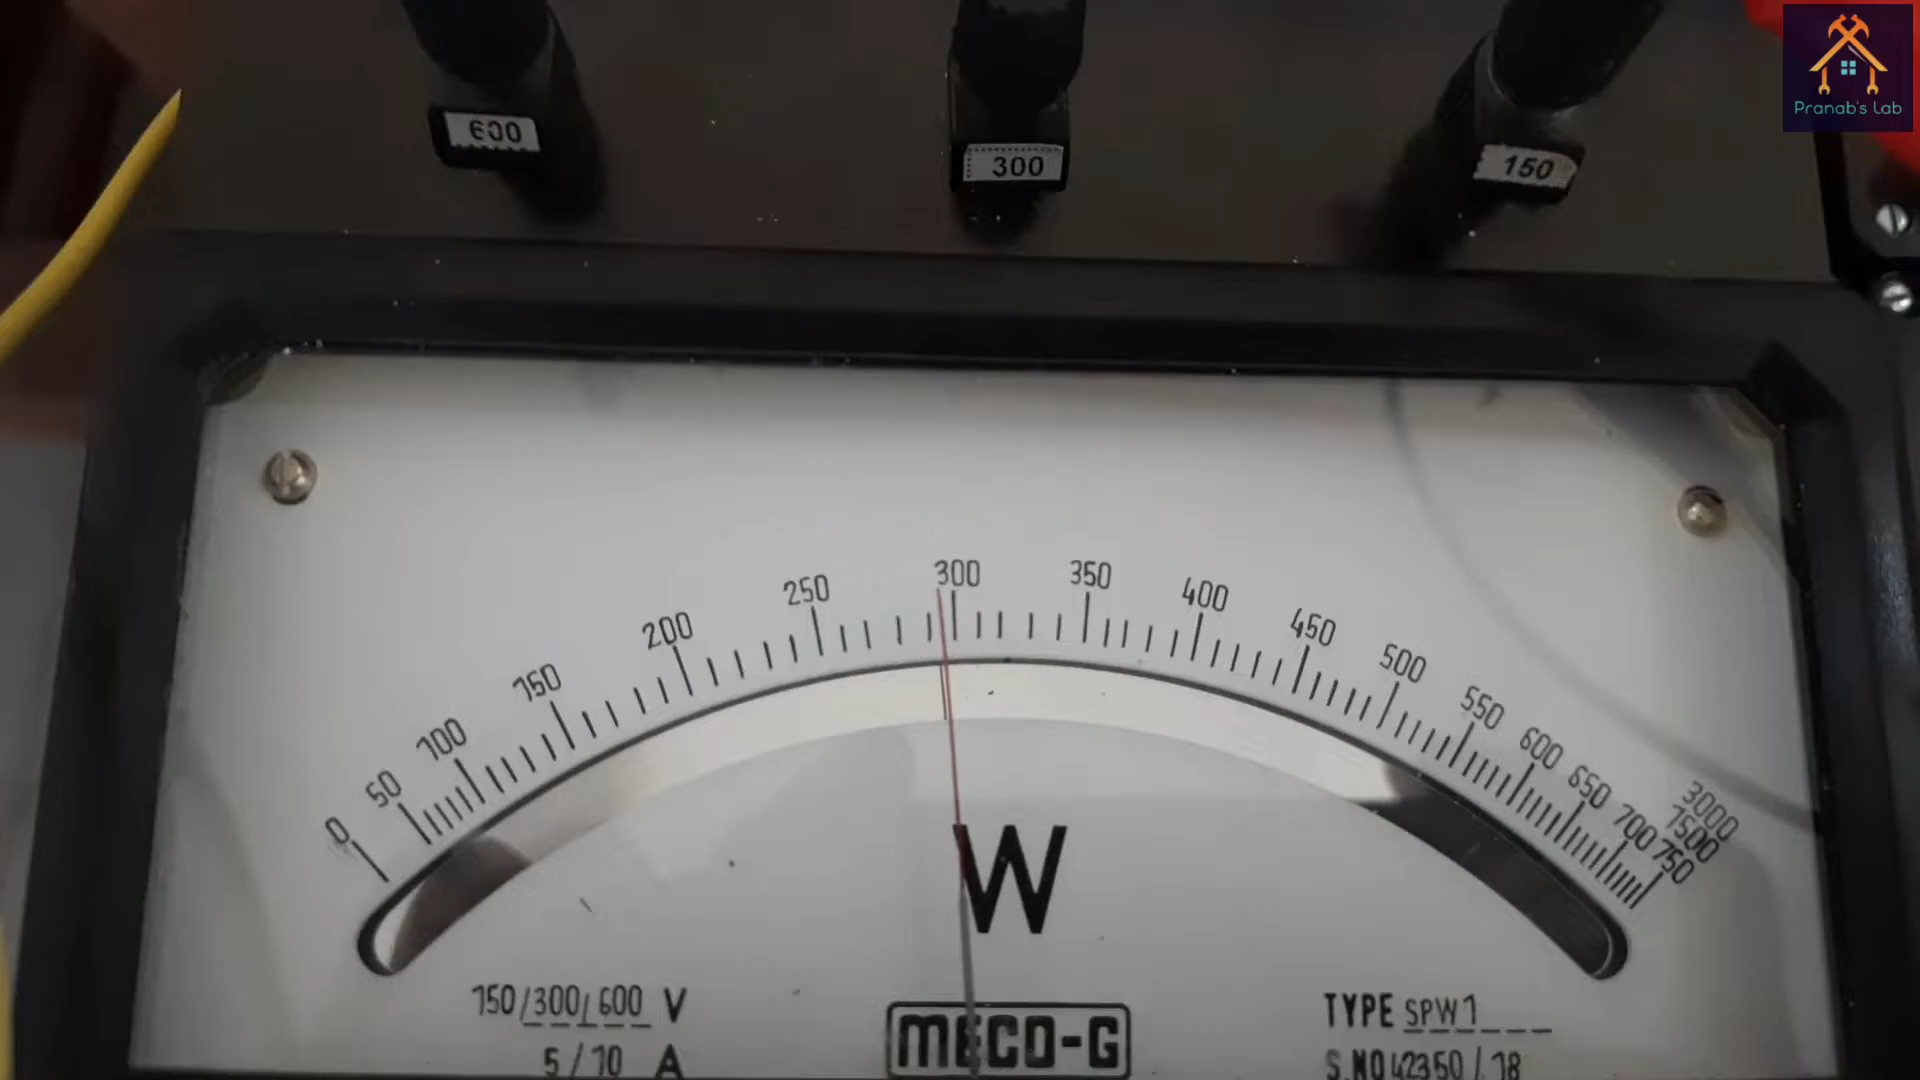 Pranab's Lab
600
300
150
0 50 100 150 200 250 300 350 400 450 500 550 600 650 700 750
3000
1500
W
150/300/600 V
5/10 A
MECO-G
TYPE SPW1
S.NO 42350/18